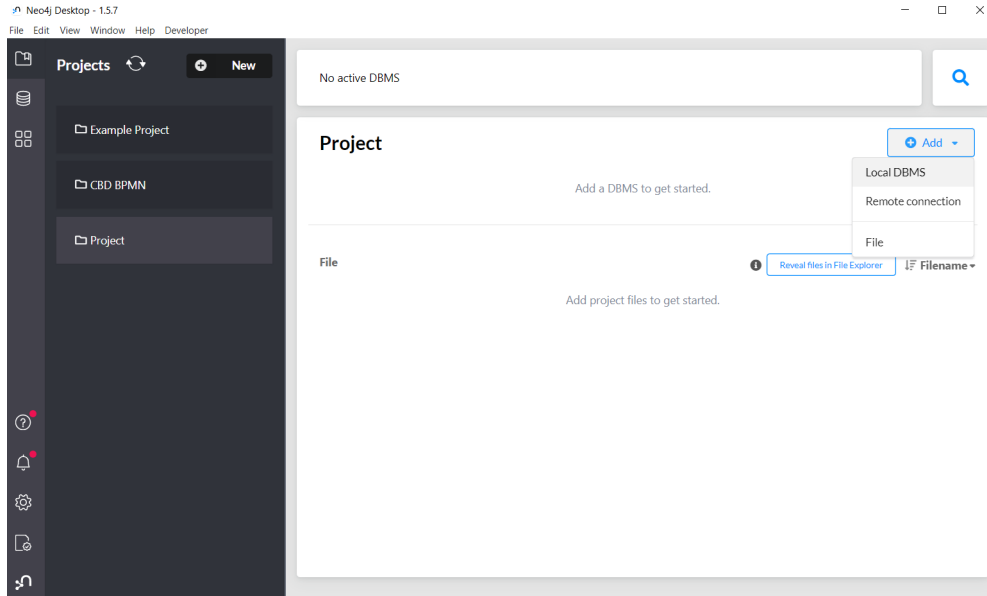 Neo4j Desktop - 1.5.7
File Edit View Window Help Developer
Projects
New
Example Project
CBD BPMN
Project
No active DBMS
Project
Add
Local DBMS
Remote connection
File
Add a DBMS to get started.
File
Reveal files in File Explorer
Filename
Add project files to get started.